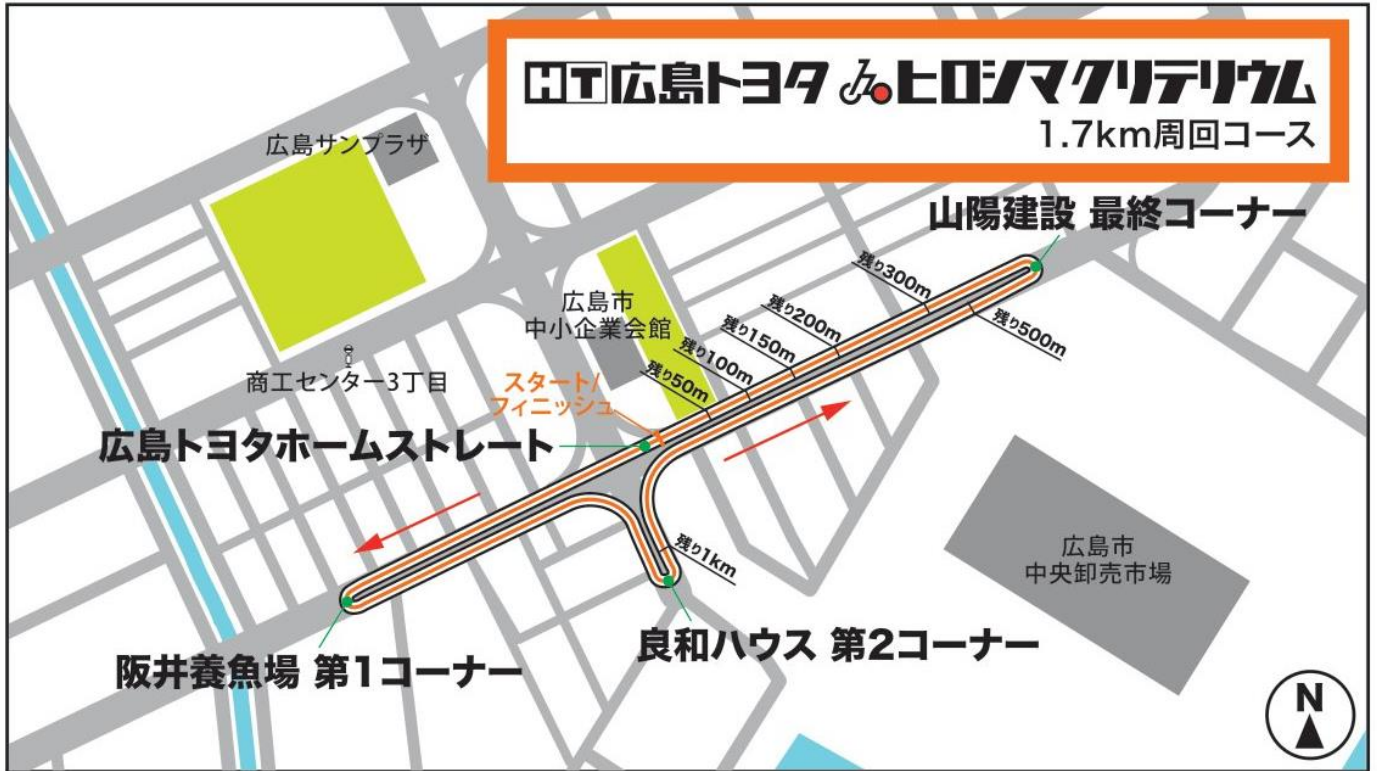 HT広島トヨタ ヒロシマクリテリウム
1.7km周回コース
広島サンプラザ
山陽建設 最終コーナー
残り300m
残り500m
残り200m
残り150m
残り100m
残り50m
広島市
中小企業会館
商工センター3丁目
スタート/
フィニッシュ
広島トヨタホームストレート
残り1km
広島市
中央卸売市場
良和ハウス 第2コーナー
阪井養魚場 第1コーナー
N